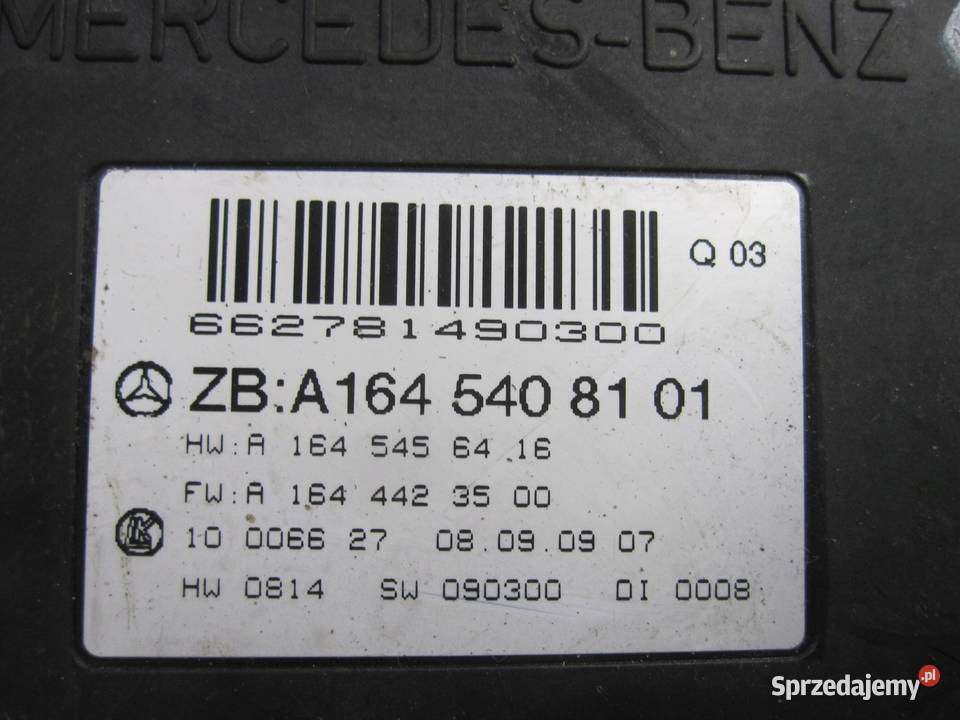 MERCEDES-BENZ
Q 03
662781490300
ZB:A164 540 81 01
HW:A 164 545 64 16
FW:A 164 442 35 00
LK
10 0066 27 08.09.09 07
HW 0814 SW 090300 DI 0008
Sprzedajemy.pl